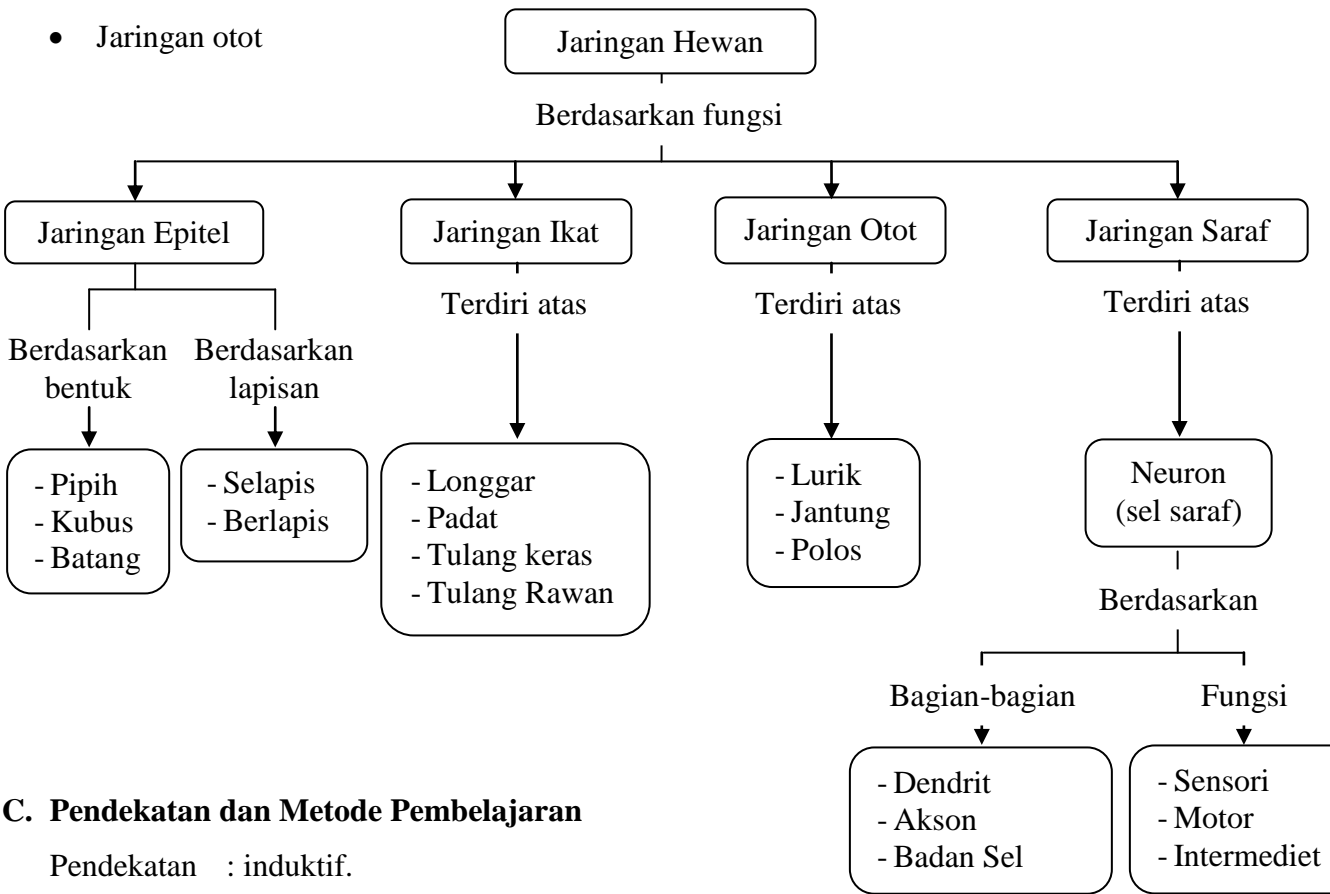 • Jaringan otot
Jaringan Hewan
Berdasarkan fungsi
Jaringan Epitel
Jaringan Ikat
Jaringan Otot
Jaringan Saraf
Terdiri atas
Terdiri atas
Terdiri atas
Berdasarkan
bentuk
Berdasarkan
lapisan
- Pipih
- Kubus
- Batang
- Selapis
- Berlapis
- Longgar
- Padat
- Tulang keras
- Tulang Rawan
- Lurik
- Jantung
- Polos
Neuron
(sel saraf)
Berdasarkan
Bagian-bagian
Fungsi
- Dendrit
- Akson
- Badan Sel
- Sensori
- Motor
- Intermediet
C. Pendekatan dan Metode Pembelajaran
Pendekatan : induktif.